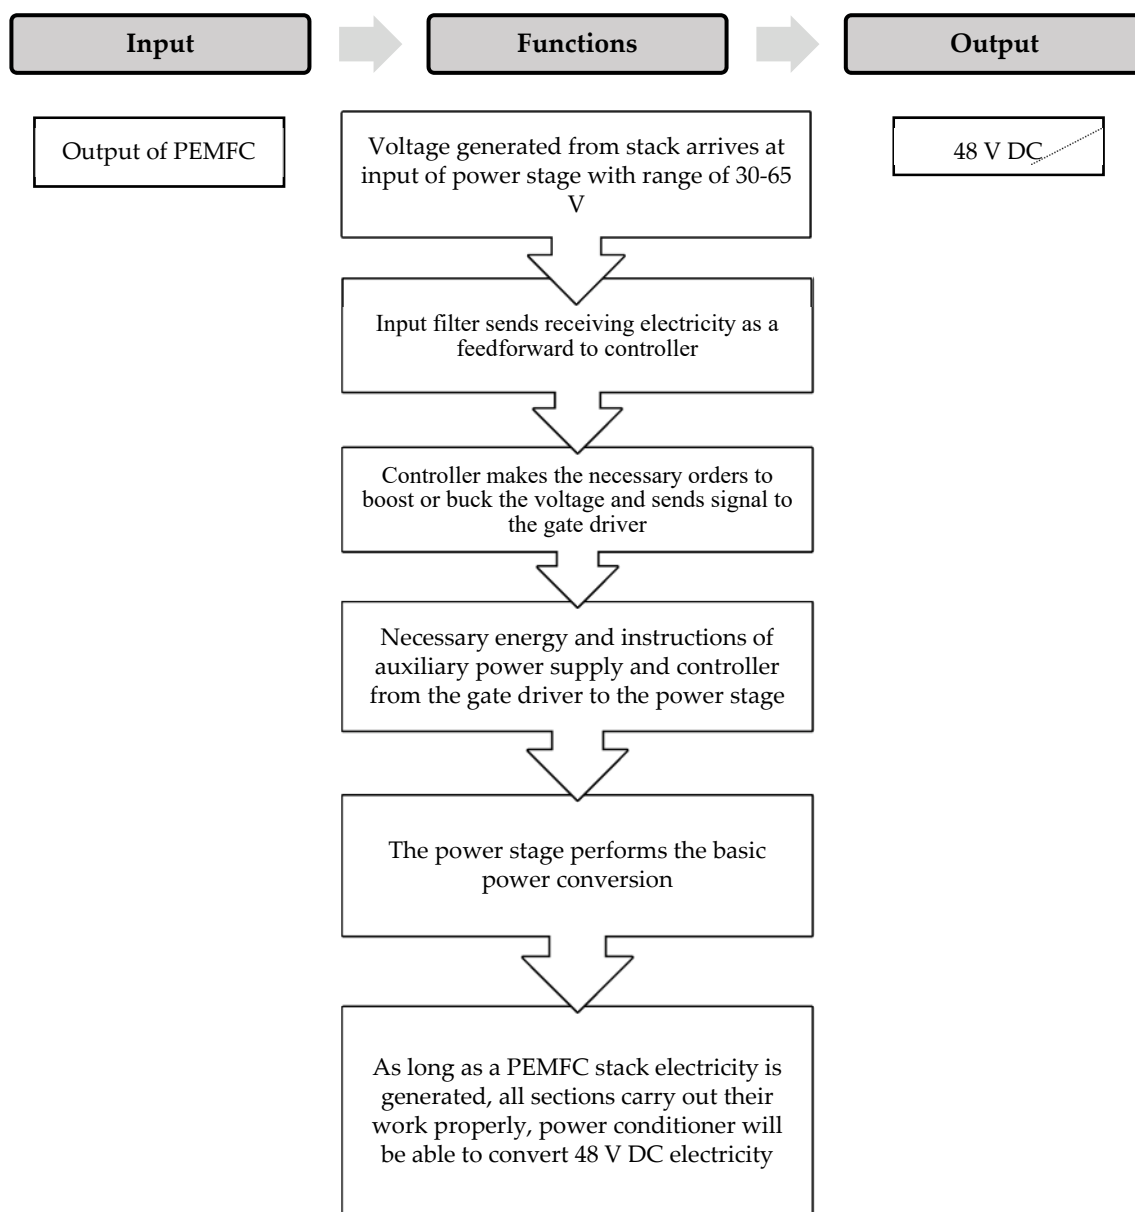 Input
Functions
Output
Output of PEMFC
Voltage generated from stack arrives at
input of power stage with range of 30-65
V
48 V DC
Input filter sends receiving electricity as a
feedforward to controller
Controller makes the necessary orders to
boost or buck the voltage and sends signal to
the gate driver
Necessary energy and instructions of
auxiliary power supply and controller
from the gate driver to the power stage
The power stage performs the basic
power conversion
As long as a PEMFC stack electricity is
generated, all sections carry out their
work properly, power conditioner will
be able to convert 48 V DC electricity